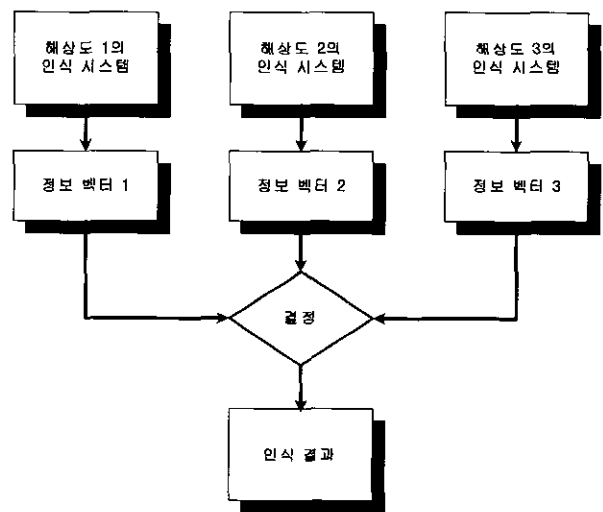 해상도 1의
인식 시스템
해상도 2의
인식 시스템
해상도 3의
인식 시스템
정보 벡터 1
정보 벡터 2
정보 벡터 3
결정
인식 결과